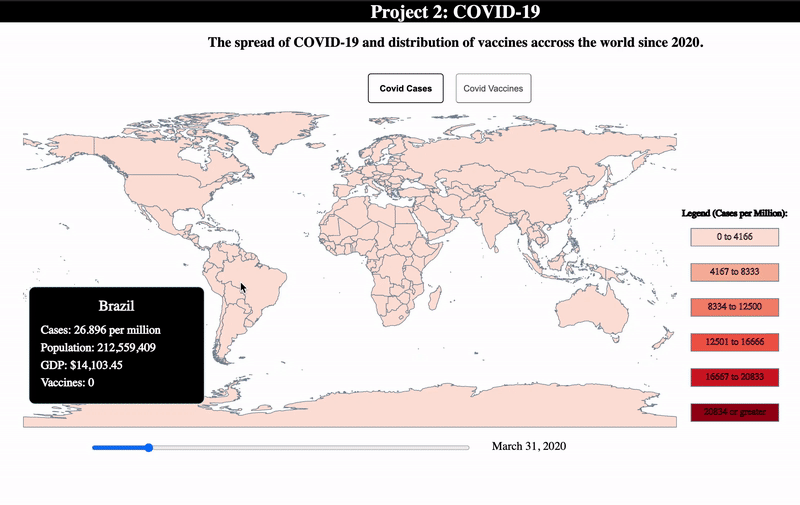 Project 2: COVID-19
The spread of COVID-19 and distribution of vaccines accross the world since 2020.
Covid Cases
Covid Vaccines
Legend (Cases per Million):
0 to 4166
4167 to 8333
8334 to 12500
12501 to 16666
16667 to 20833
20834 or greater
Brazil
Cases: 26.896 per million
Population: 212,559,409
GDP: $14,103.45
Vaccines: 0
March 31, 2020